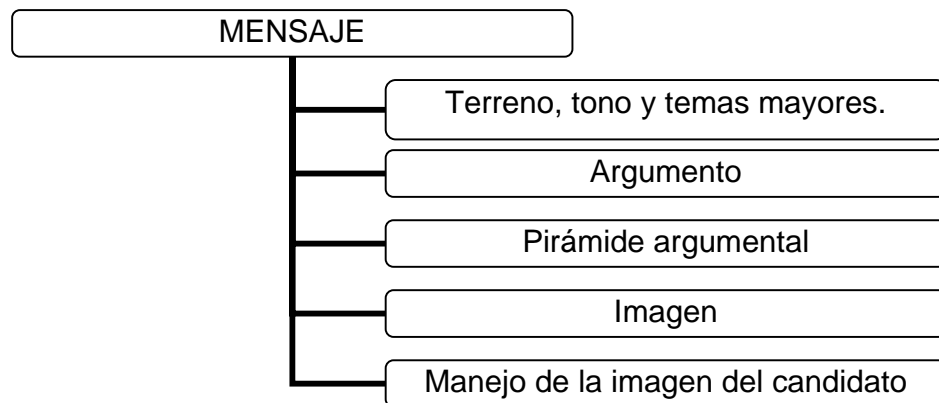 MENSAJE
Terreno, tono y temas mayores.
Argumento
Pirámide argumental
Imagen
Manejo de la imagen del candidato